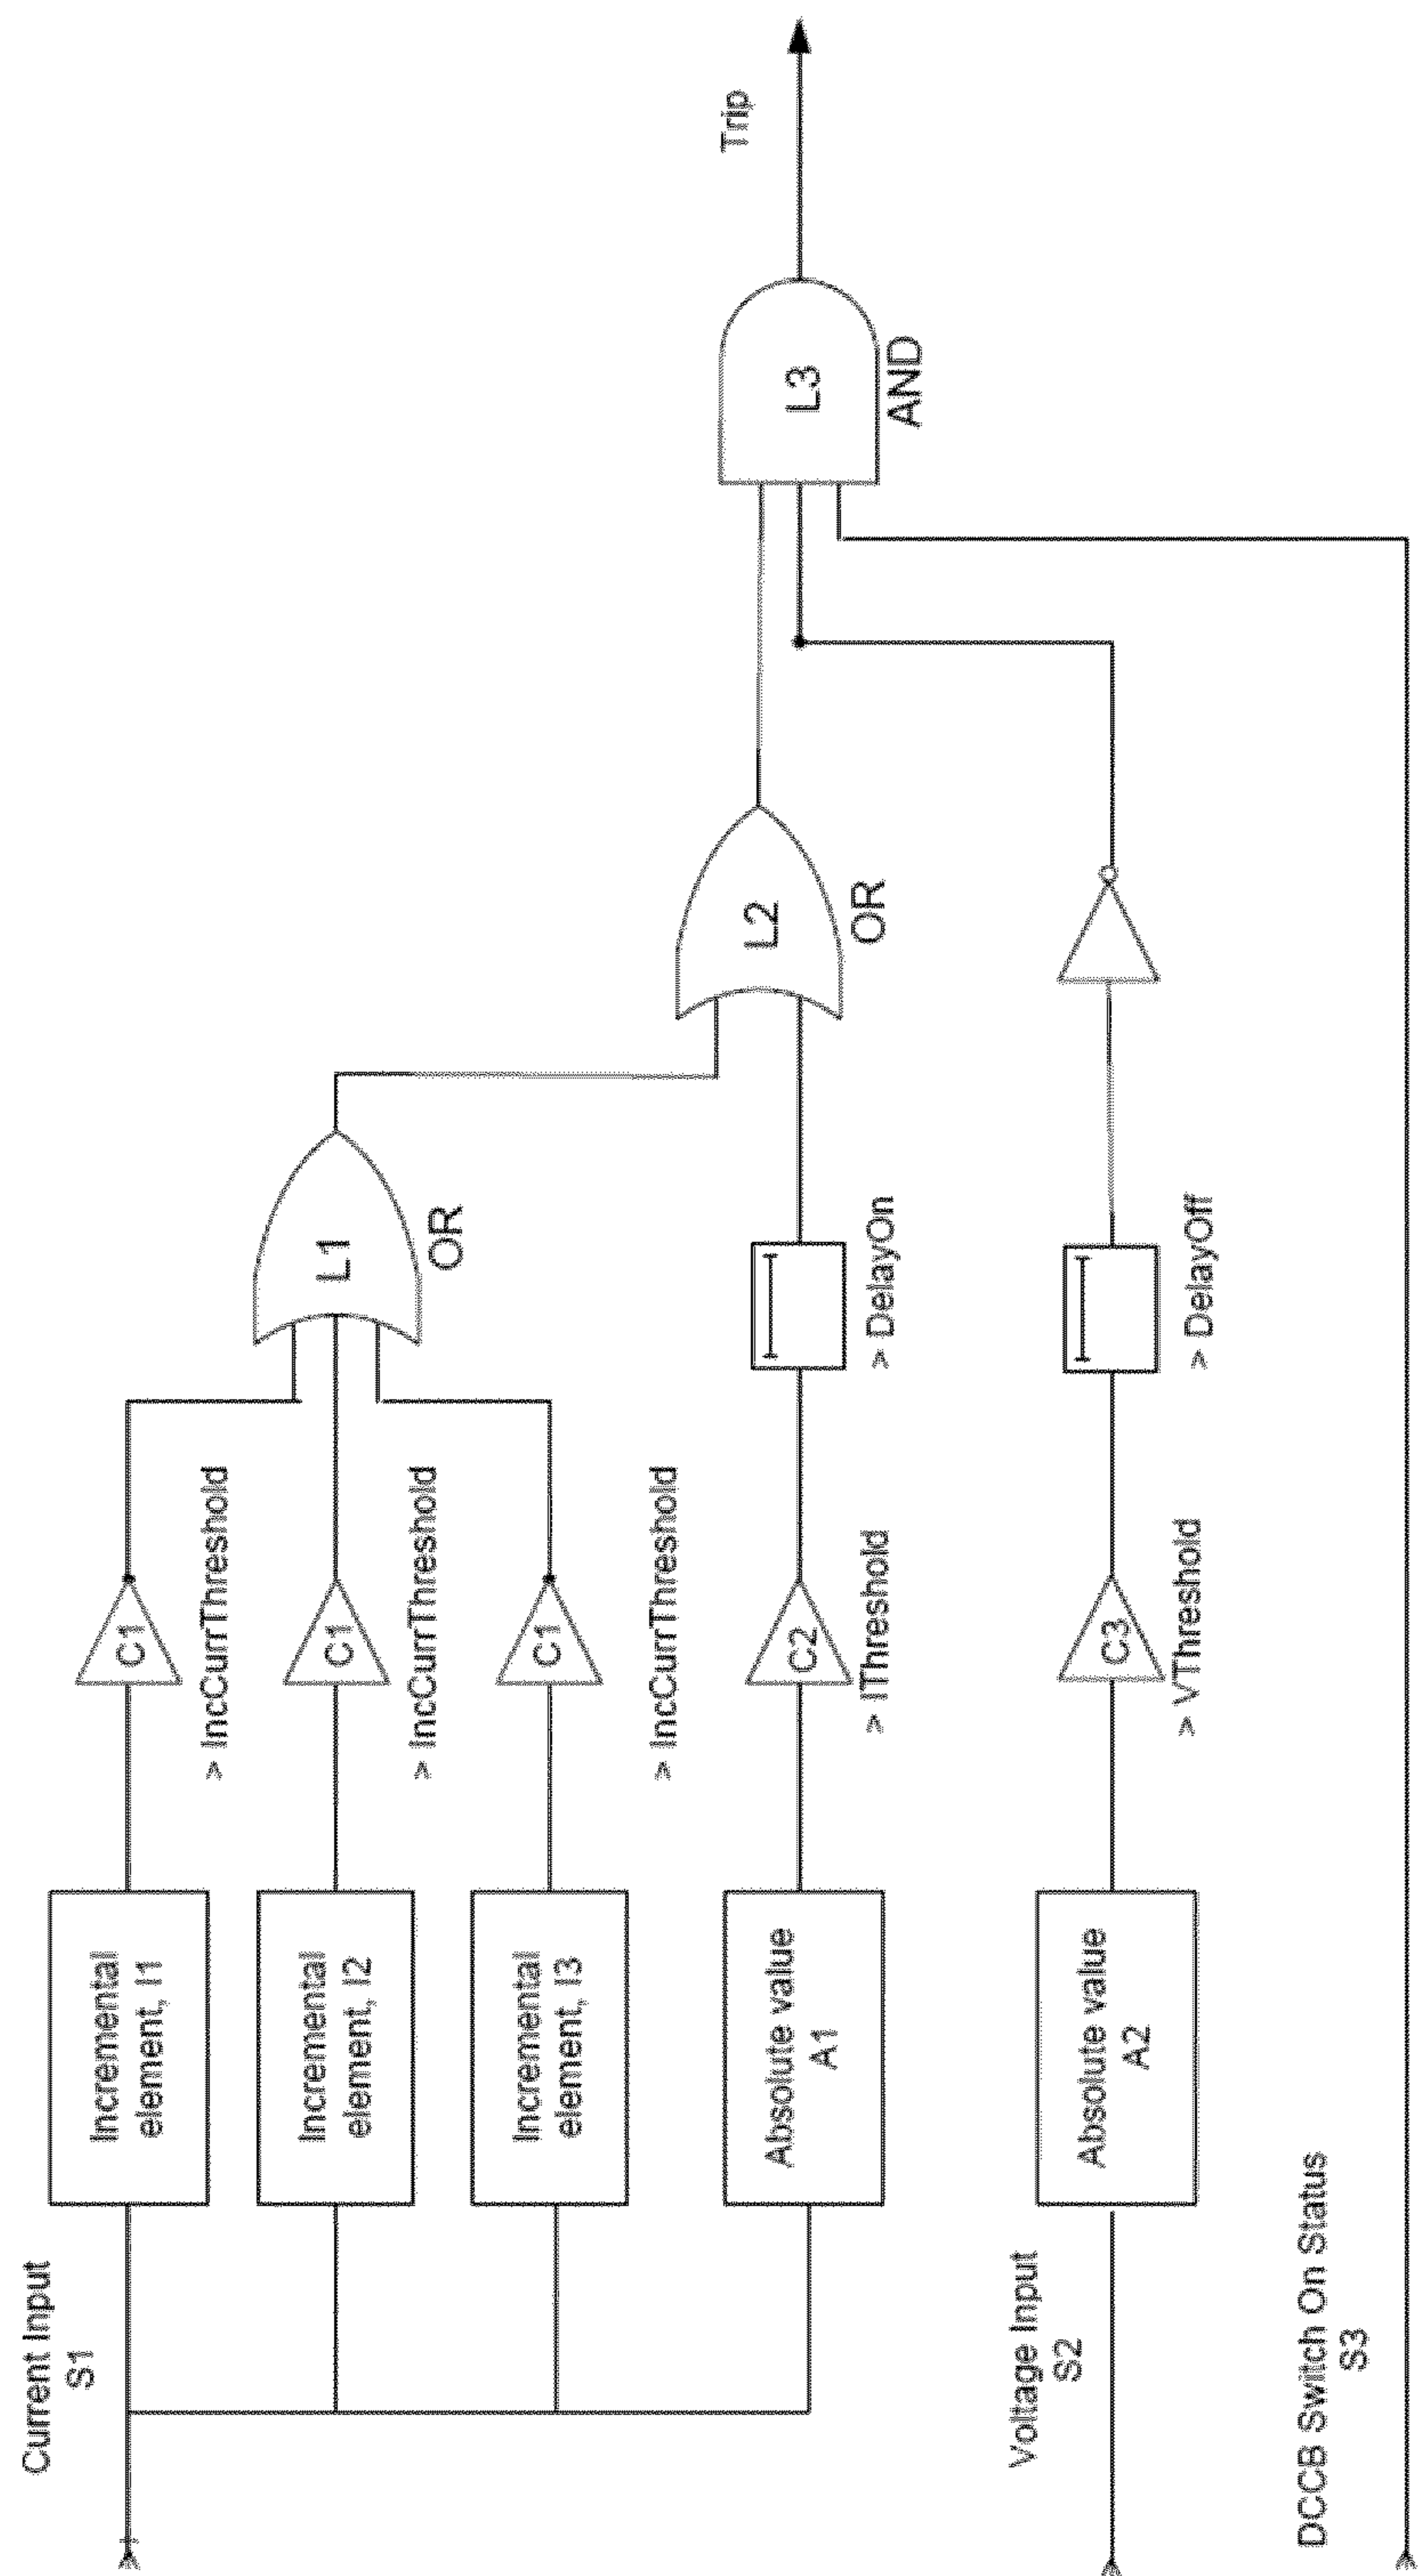 Current Input
S1
Incremental
element, I1
C1
> IncCurrThreshold
Incremental
element, I2
C1
> IncCurrThreshold
Incremental
element, I3
C1
> IncCurrThreshold
L1
OR
Absolute value
A1
C2
> IThreshold
> DelayOn
L2
OR
L3
AND
Trip
Voltage Input
S2
Absolute value
A2
C3
> VThreshold
> DelayOff
DCCB Switch On Status
S3